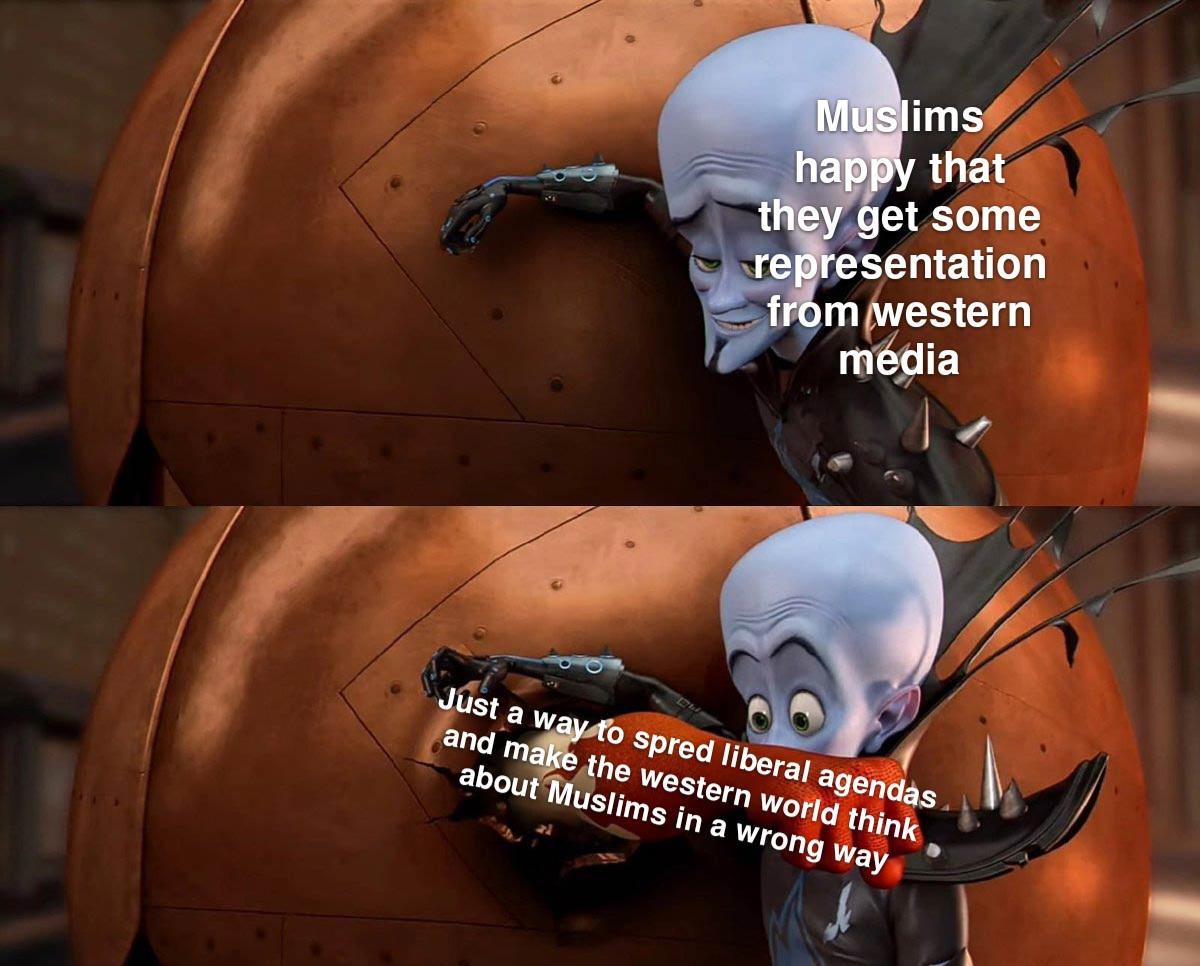 Muslims
happy that
they get some
representation
from western
media
Just a way to spred liberal agendas
and make the western world think
about Muslims in a wrong way